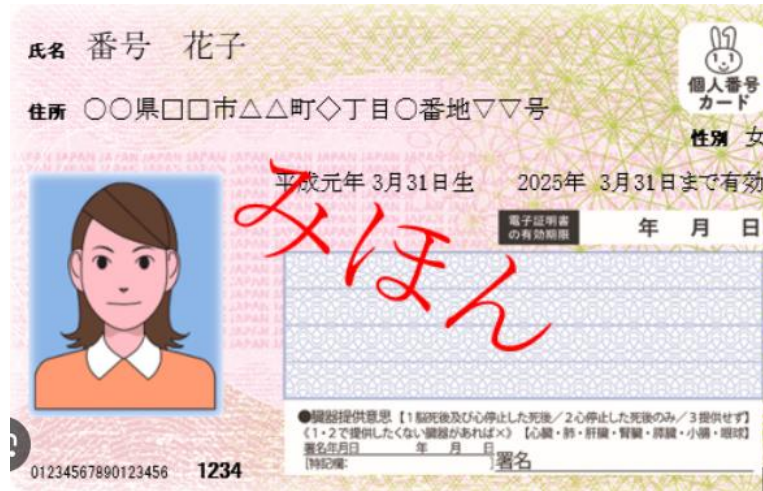 氏名 番号 花子
個人番号
カード
住所 〇〇県□□市△△町◇丁目〇番地▽▽号
性別 女
平成元年 3月31日生 2025年 3月31日まで有効
みほん
電子証明書
の有効期限 年 月 日
●臓器提供意思【1脳死後及び心停止した死後／2心停止した死後のみ／3提供せず】
《1・2で提供したくない臓器があれば×》【心臓・肺・肝臓・腎臓・膵臓・小腸・眼球】
署名年月日 年 月 日
[特記欄: ] 署名
01234567890123456 1234